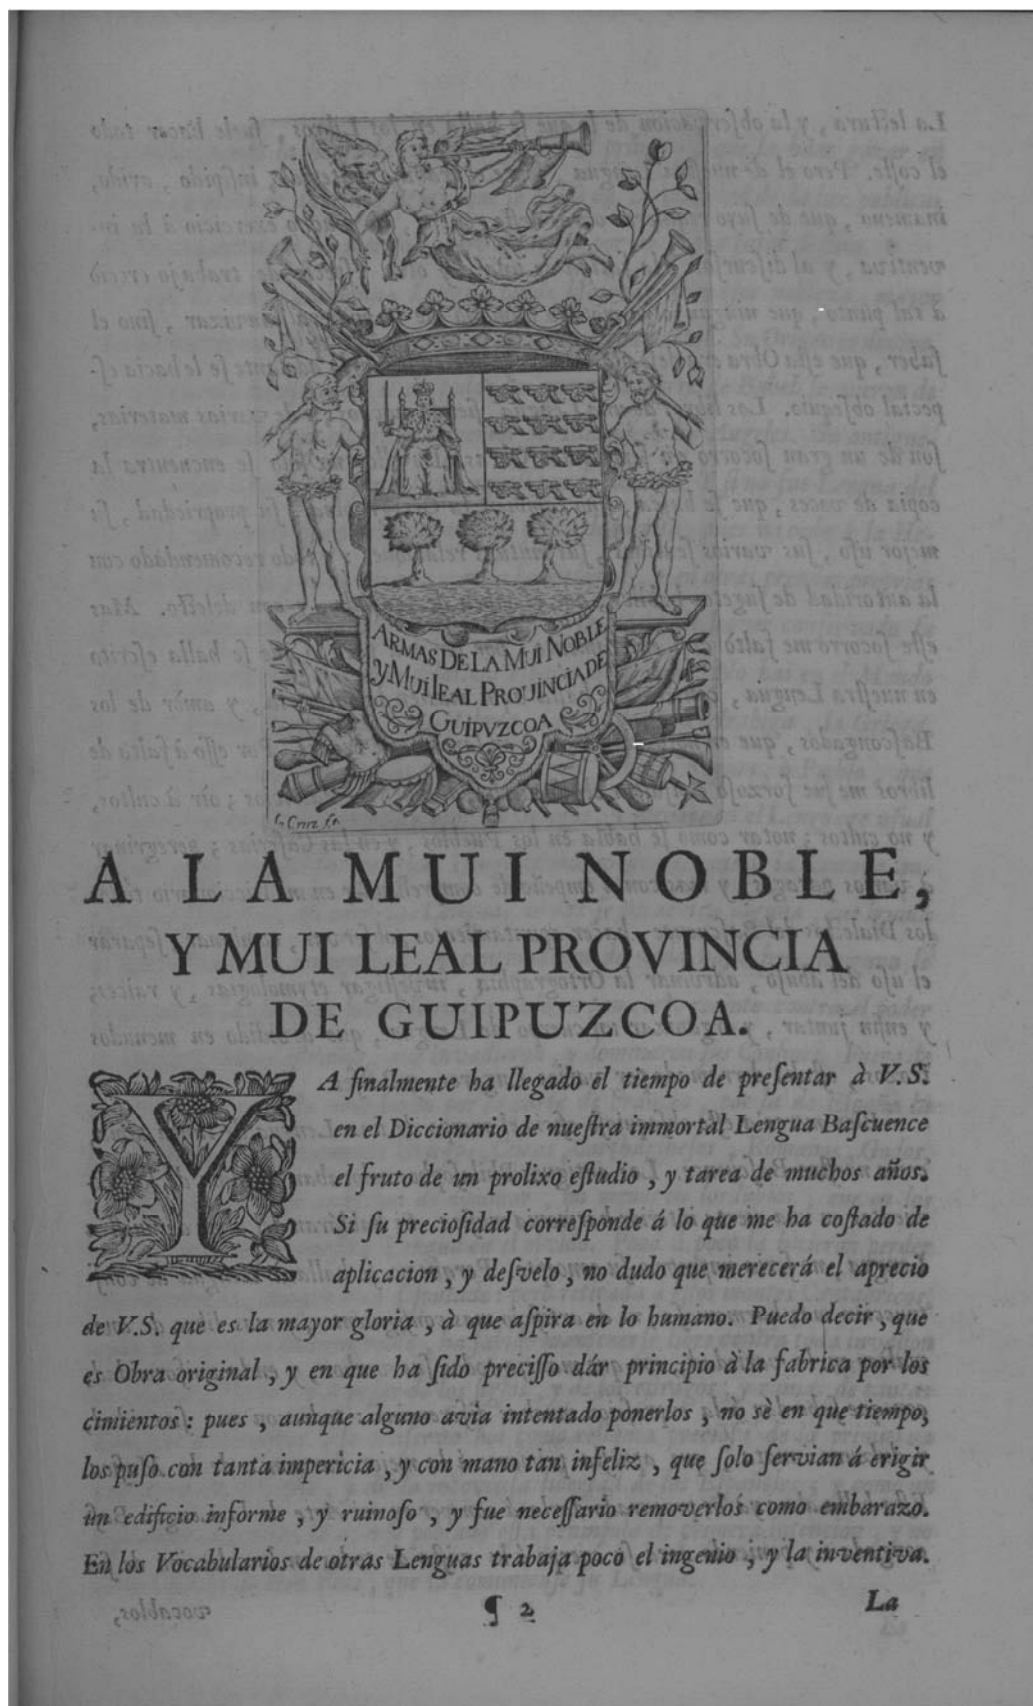 ARMAS DE LA MUI NOBLE
Y MUI LEAL PROUINCIA DE
GUIPVZCOA
Cruz
A LA MUI NOBLE,
Y MUI LEAL PROVINCIA
DE GUIPUZCOA.
YA finalmente ha llegado el tiempo de preſentar à V.S.
en el Diccionario de nueſtra immortal Lengua Baſcuence
el fruto de un prolixo eſtudio, y tarea de muchos años.
Si ſu precioſidad correſponde á lo que me ha coſtado de
aplicacion, y deſvelo, no dudo que merecerá el aprecio
de V.S. que es la mayor gloria, à que aſpira en lo humano. Puedo decir, que
es Obra original, y en que ha ſido preciſſo dár principio à la fabrica por los
cimientos: pues, aunque alguno avia intentado ponerlos, no sè en que tiempo,
los puſo con tanta impericia, y con mano tan infeliz, que ſolo ſervian á erigir
un edificio informe, y ruinoſo, y fue neceſſario removerlos como embarazo.
En los Vocabularios de otras Lenguas trabaja poco el ingenio, y la inventiva.
¶ 2
La